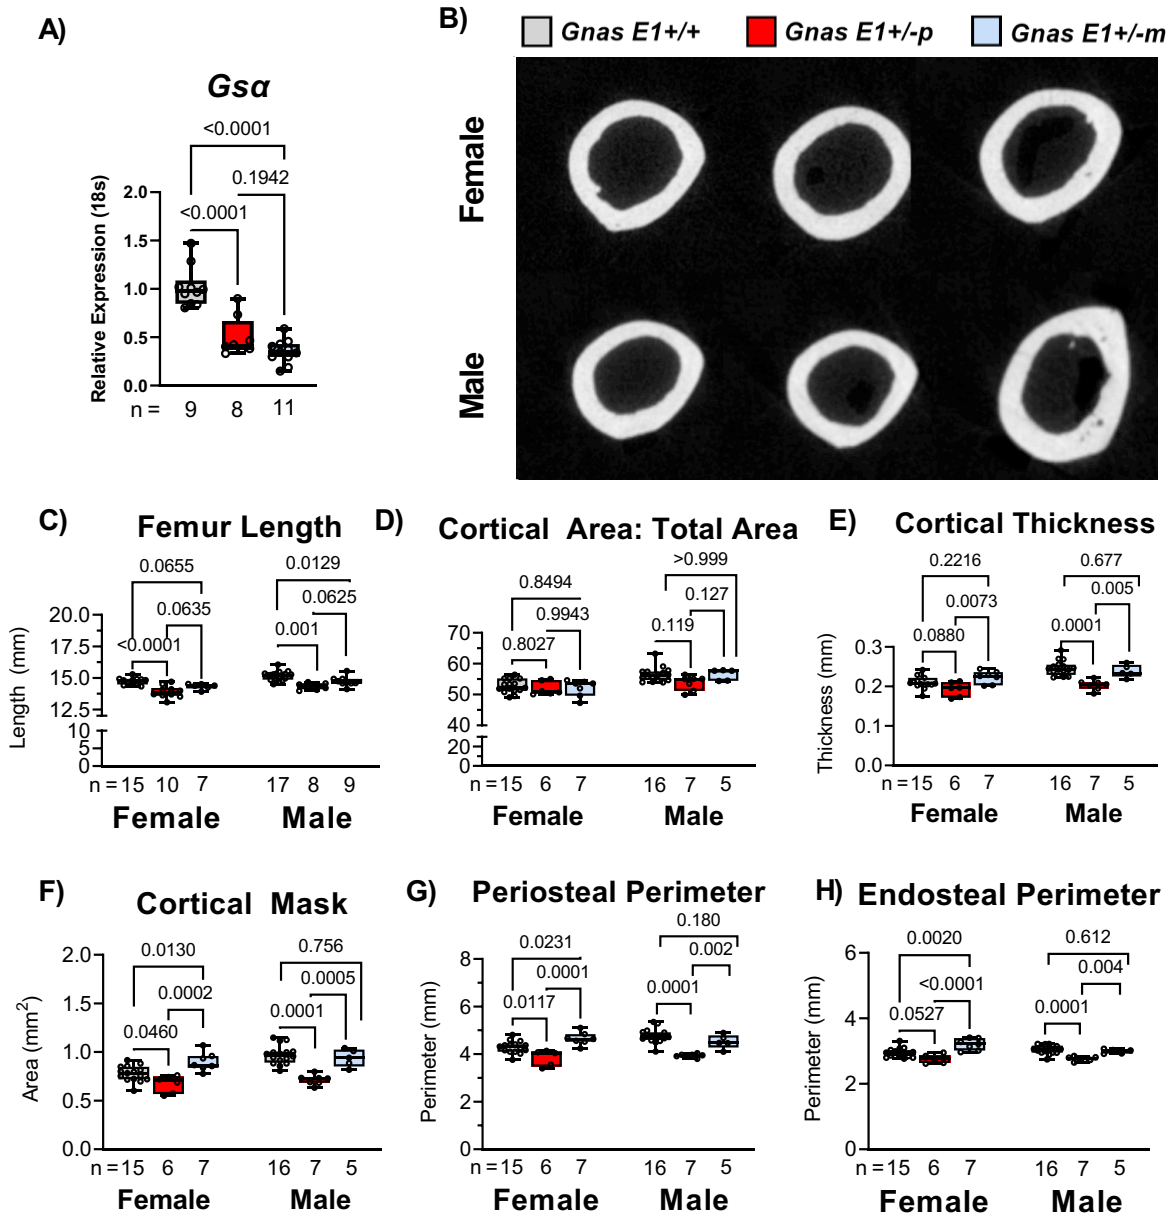 A)
Gsα
<0.0001
0.1942
<0.0001
Relative Expression (18s)
2.0
1.5
1.0
0.5
0.0
n = 9 8 11
B)
Gnas E1+/+ Gnas E1+/-p Gnas E1+/-m
Female
Male
C)
Femur Length
0.0655 0.0129
0.0635 0.0625
<0.0001 0.001
Length (mm)
20.0
17.5
15.0
12.5
10
5
0
n = 15 10 7 17 8 9
Female Male
D)
Cortical Area: Total Area
>0.999
0.8494
0.127
0.9943
0.119
0.8027
70
60
50
40
20
0
n = 15 6 7 16 7 5
Female Male
E)
Cortical Thickness
0.2216 0.677
0.0073 0.005
0.0880 0.0001
Thickness (mm)
0.3
0.2
0.1
0.0
n = 15 6 7 16 7 5
Female Male
F)
Cortical Mask
0.0130 0.756
0.0002 0.0005
0.0460 0.0001
Area (mm²)
2.0
1.5
1.0
0.5
0.0
n = 15 6 7 16 7 5
Female Male
G)
Periosteal Perimeter
0.180
0.0231 0.002
0.0001
0.0117 0.0001
Perimeter (mm)
8
6
4
2
0
n = 15 6 7 16 7 5
Female Male
H)
Endosteal Perimeter
0.0020 0.612
<0.0001 0.004
0.0527 0.0001
Perimeter (mm)
6
4
2
0
n = 15 6 7 16 7 5
Female Male